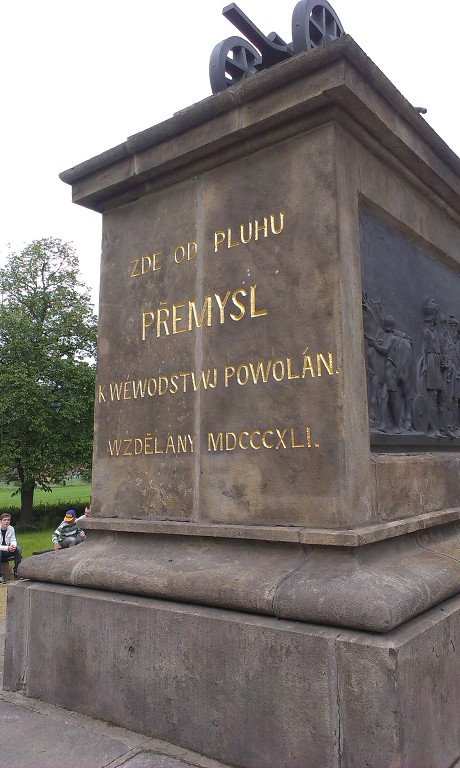 ZDE OD PLUHU
PŘEMYSL
K WÉWODSTWJ POWOLÁN.
WZDĚLANÝ MDCCCXLI.